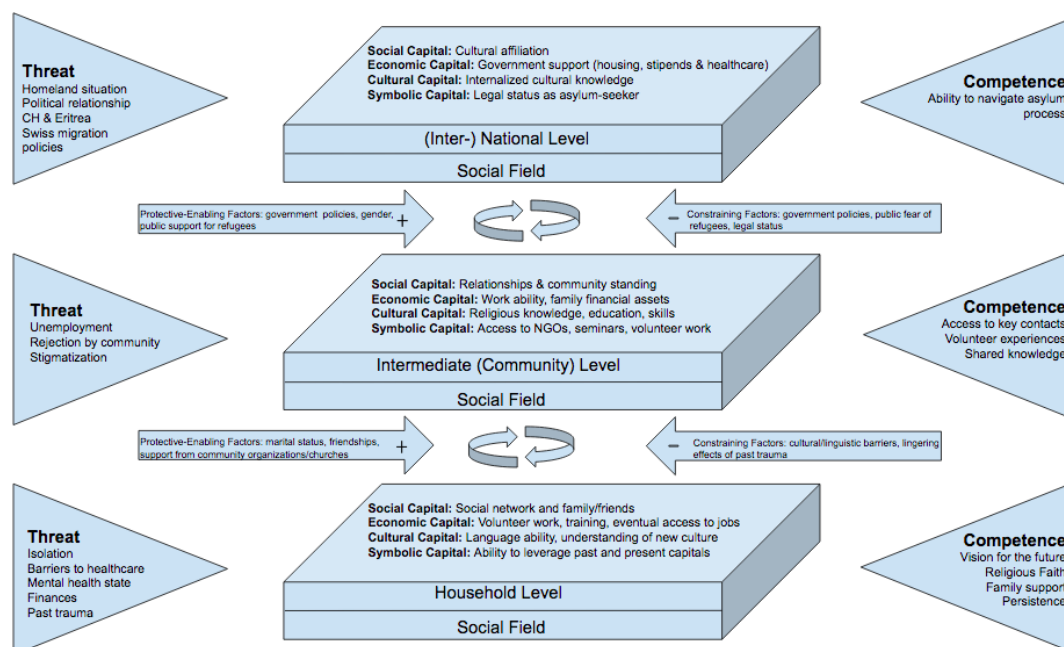 Threat
Homeland situation
Political relationship
CH & Eritrea
Swiss migration
policies
Social Capital: Cultural affiliation
Economic Capital: Government support (housing, stipends & healthcare)
Cultural Capital: Internalized cultural knowledge
Symbolic Capital: Legal status as asylum-seeker
(Inter-) National Level
Social Field
Competence
Ability to navigate asylum
process
Protective-Enabling Factors: government policies, gender,
public support for refugees
+
−
Constraining Factors: government policies, public fear of
refugees, legal status
Threat
Unemployment
Rejection by community
Stigmatization
Social Capital: Relationships & community standing
Economic Capital: Work ability, family financial assets
Cultural Capital: Religious knowledge, education, skills
Symbolic Capital: Access to NGOs, seminars, volunteer work
Intermediate (Community) Level
Social Field
Competence
Access to key contacts
Volunteer experiences
Shared knowledge
Protective-Enabling Factors: marital status, friendships,
support from community organizations/churches
+
−
Constraining Factors: cultural/linguistic barriers, lingering
effects of past trauma
Threat
Isolation
Barriers to healthcare
Mental health state
Finances
Past trauma
Social Capital: Social network and family/friends
Economic Capital: Volunteer work, training, eventual access to jobs
Cultural Capital: Language ability, understanding of new culture
Symbolic Capital: Ability to leverage past and present capitals
Household Level
Social Field
Competence
Vision for the future
Religious Faith
Family support
Persistence